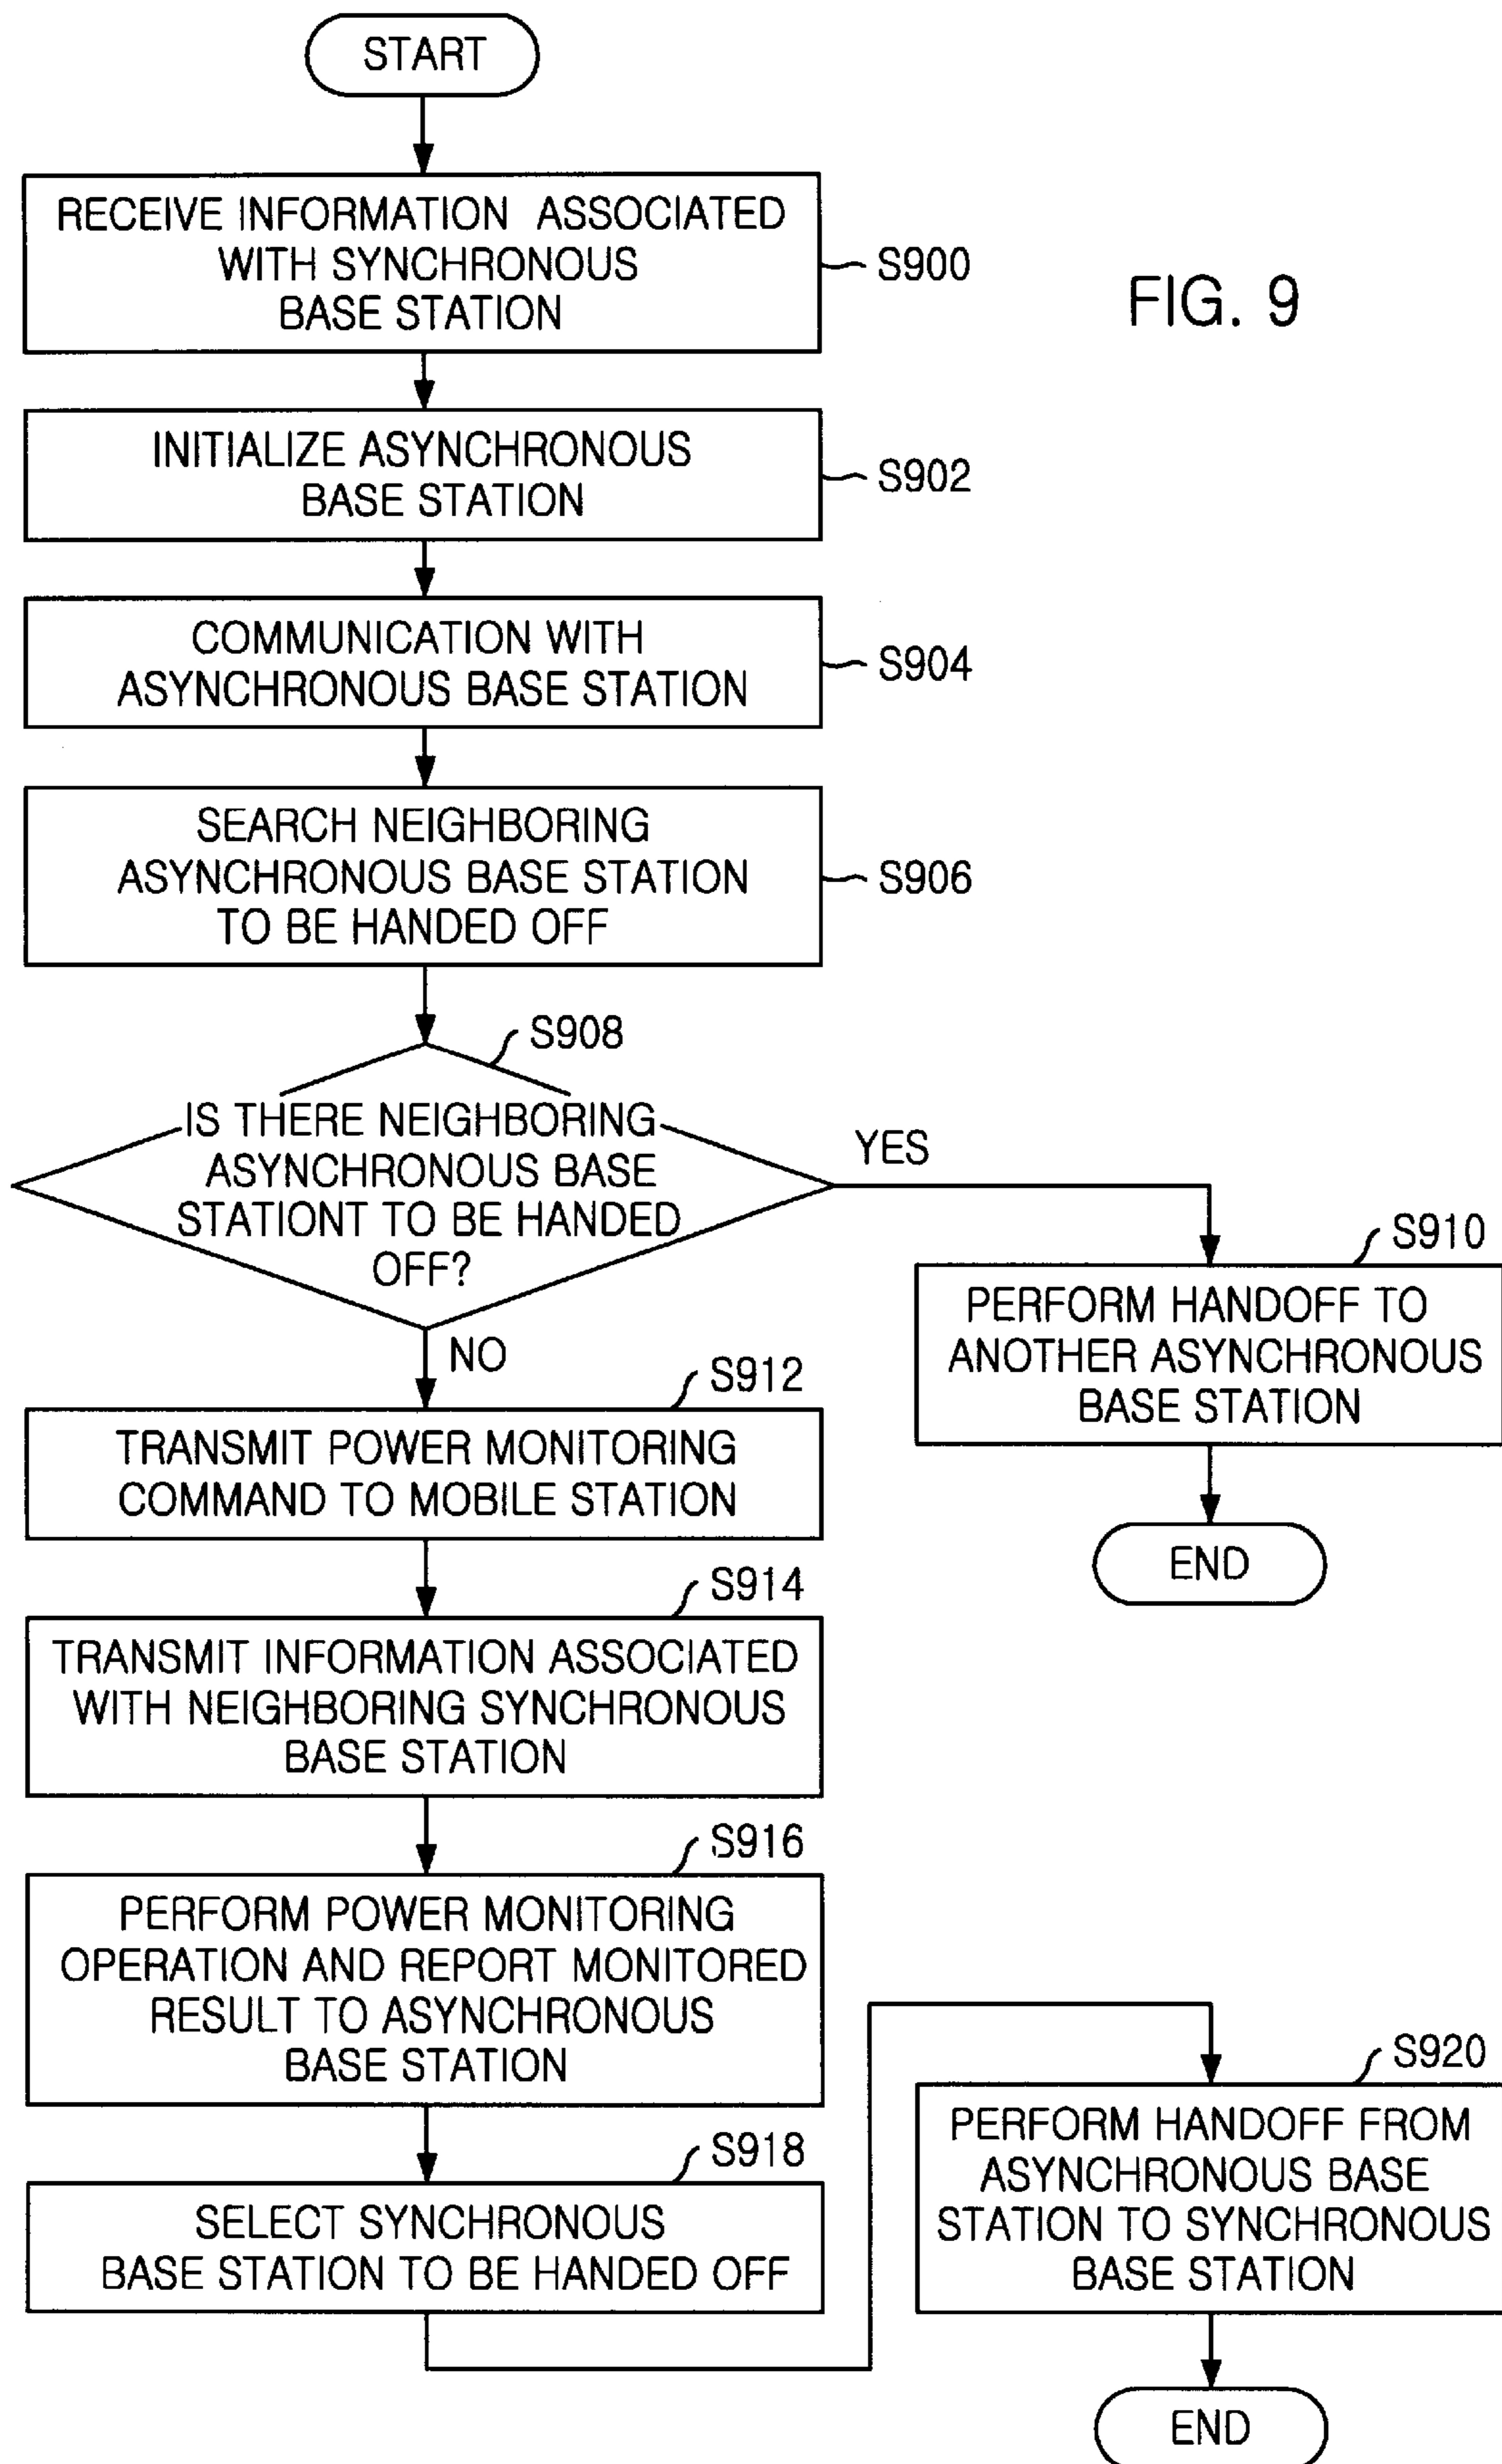 START
RECEIVE INFORMATION ASSOCIATED
WITH SYNCHRONOUS
BASE STATION
S900
FIG. 9
INITIALIZE ASYNCHRONOUS
BASE STATION
S902
COMMUNICATION WITH
ASYNCHRONOUS BASE STATION
S904
SEARCH NEIGHBORING
ASYNCHRONOUS BASE STATION
TO BE HANDED OFF
S906
S908
IS THERE NEIGHBORING
ASYNCHRONOUS BASE
STATIONT TO BE HANDED
OFF?
YES
NO
S910
PERFORM HANDOFF TO
ANOTHER ASYNCHRONOUS
BASE STATION
END
S912
TRANSMIT POWER MONITORING
COMMAND TO MOBILE STATION
S914
TRANSMIT INFORMATION ASSOCIATED
WITH NEIGHBORING SYNCHRONOUS
BASE STATION
S916
PERFORM POWER MONITORING
OPERATION AND REPORT MONITORED
RESULT TO ASYNCHRONOUS
BASE STATION
S918
SELECT SYNCHRONOUS
BASE STATION TO BE HANDED OFF
S920
PERFORM HANDOFF FROM
ASYNCHRONOUS BASE
STATION TO SYNCHRONOUS
BASE STATION
END